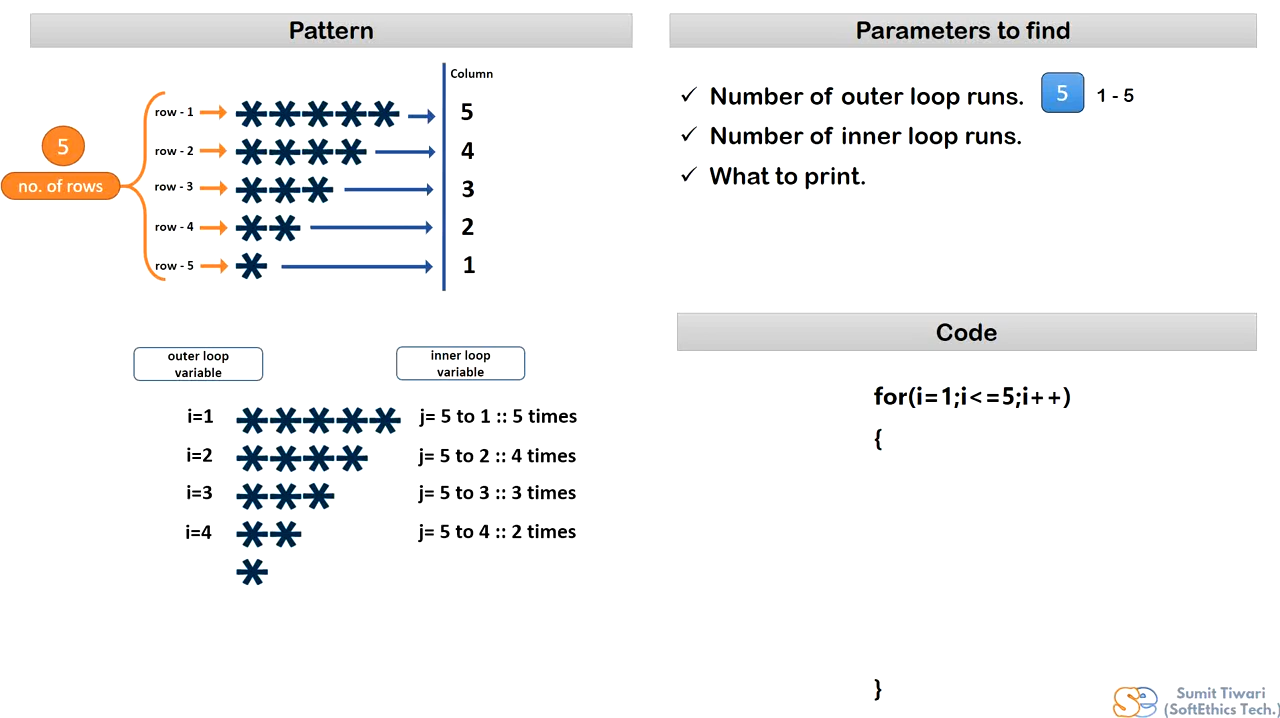 Pattern
Column
row - 1 ***** 5
row - 2 **** 4
row - 3 *** 3
row - 4 ** 2
row - 5 * 1
5
no. of rows
outer loop
variable
inner loop
variable
i=1 ***** j= 5 to 1 :: 5 times
i=2 **** j= 5 to 2 :: 4 times
i=3 *** j= 5 to 3 :: 3 times
i=4 ** j= 5 to 4 :: 2 times
*
Parameters to find
✓ Number of outer loop runs. 5 1 - 5
✓ Number of inner loop runs.
✓ What to print.
Code
for(i=1;i<=5;i++)
{
}
Se Sumit Tiwari
(SoftEthics Tech.)